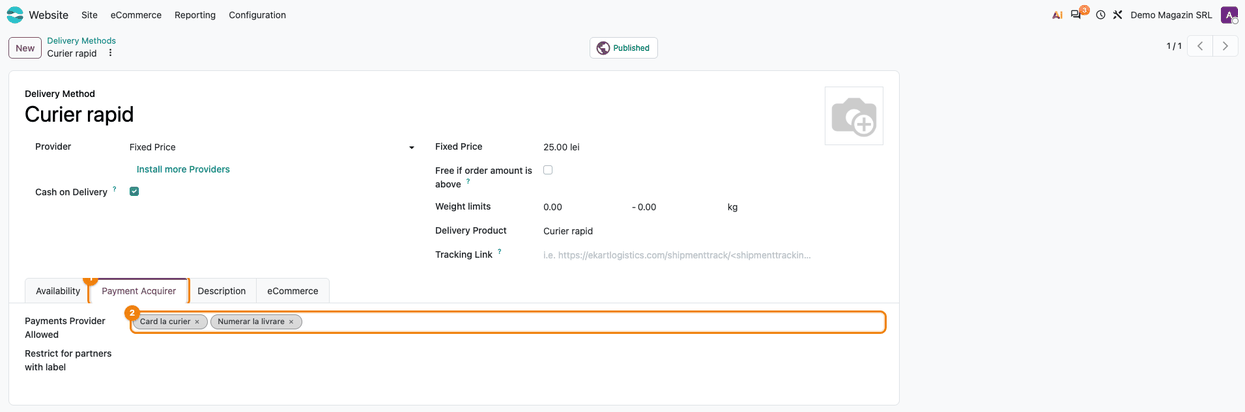 Website Site eCommerce Reporting Configuration 3 Demo Magazin SRL A
New Delivery Methods
Curier rapid
Published
1 / 1
Delivery Method
Curier rapid
Provider Fixed Price
Install more Providers
Cash on Delivery ?
Fixed Price 25.00 lei
Free if order amount is
above ?
Weight limits 0.00 - 0.00 kg
Delivery Product Curier rapid
Tracking Link ? i.e. https://ekartlogistics.com/shipmenttrack/<shipmenttrackin...
Availability Payment Acquirer Description eCommerce
2
Payments Provider
Allowed
Card la curier × Numerar la livrare ×
Restrict for partners
with label